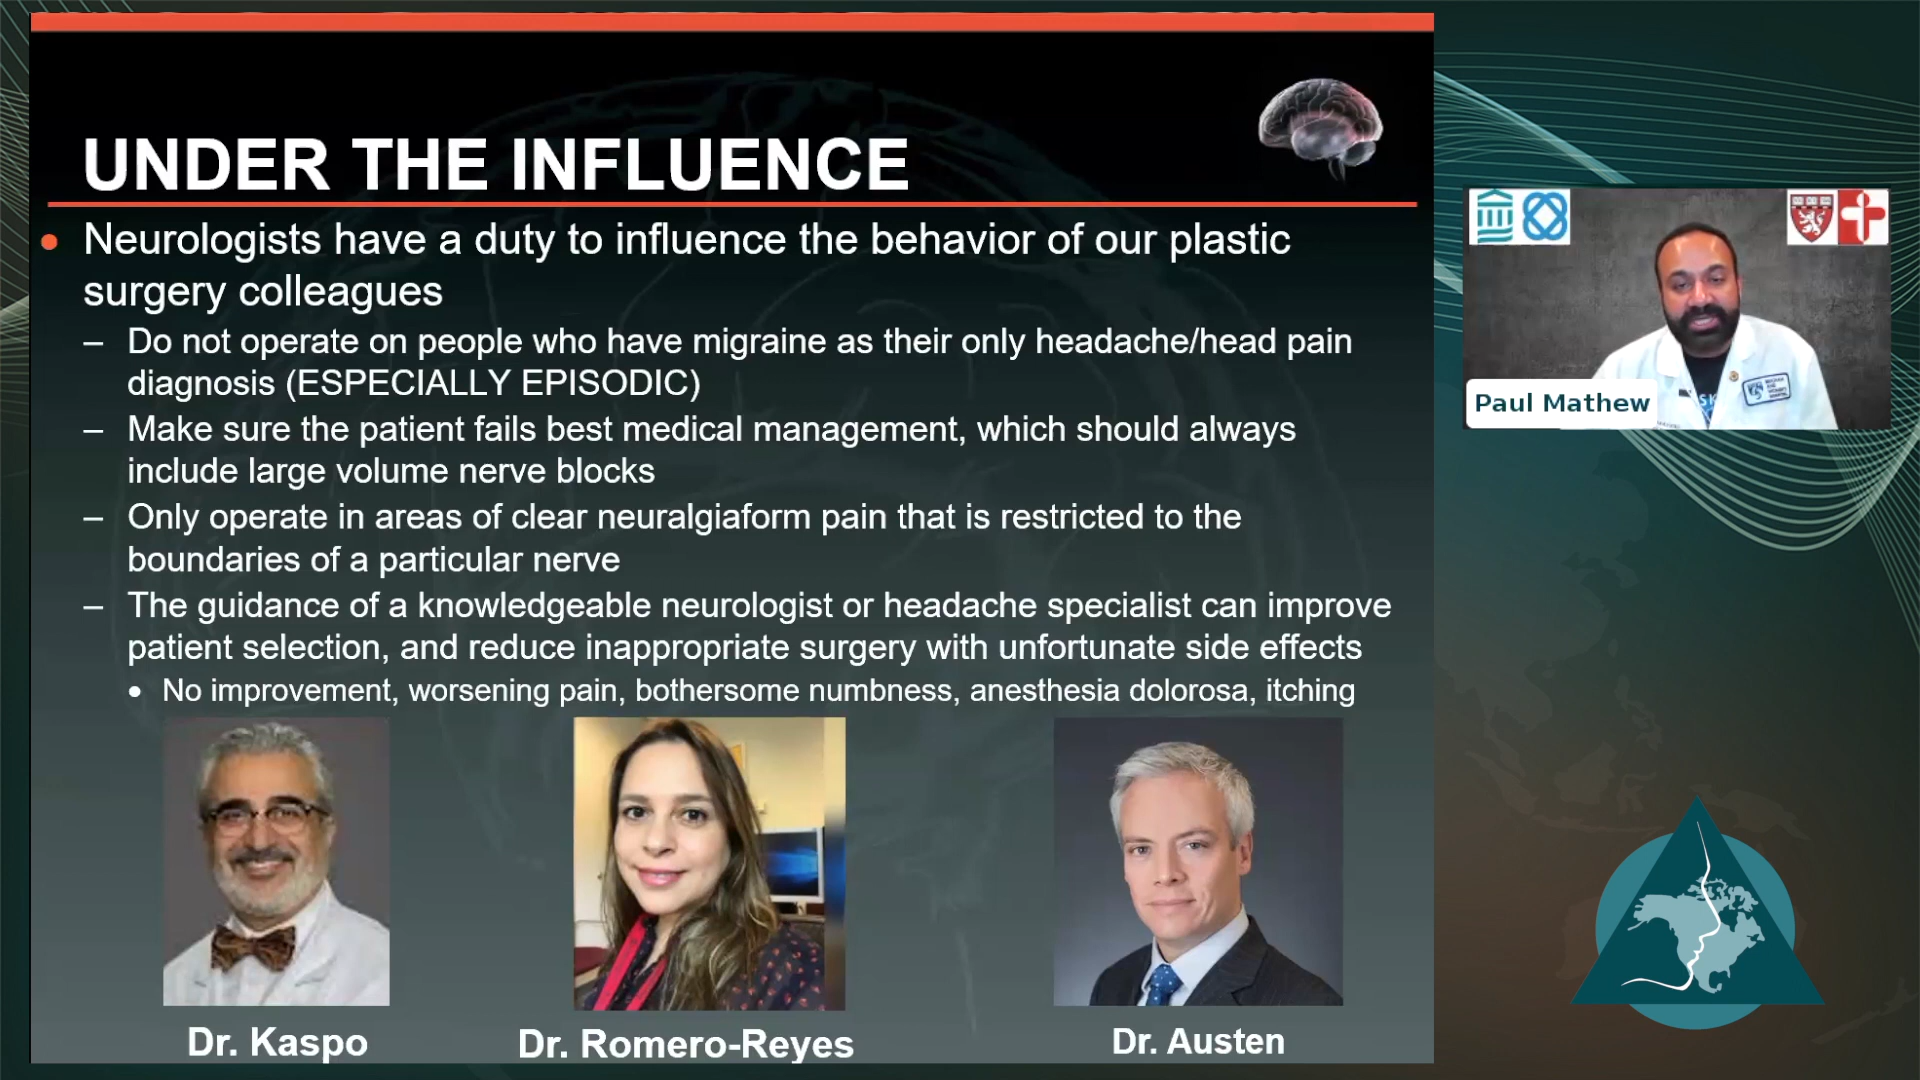 UNDER THE INFLUENCE
• Neurologists have a duty to influence the behavior of our plastic
surgery colleagues
– Do not operate on people who have migraine as their only headache/head pain
diagnosis (ESPECIALLY EPISODIC)
– Make sure the patient fails best medical management, which should always
include large volume nerve blocks
– Only operate in areas of clear neuralgiaform pain that is restricted to the
boundaries of a particular nerve
– The guidance of a knowledgeable neurologist or headache specialist can improve
patient selection, and reduce inappropriate surgery with unfortunate side effects
• No improvement, worsening pain, bothersome numbness, anesthesia dolorosa, itching
Dr. Kaspo
Dr. Romero-Reyes
Dr. Austen
Paul Mathew